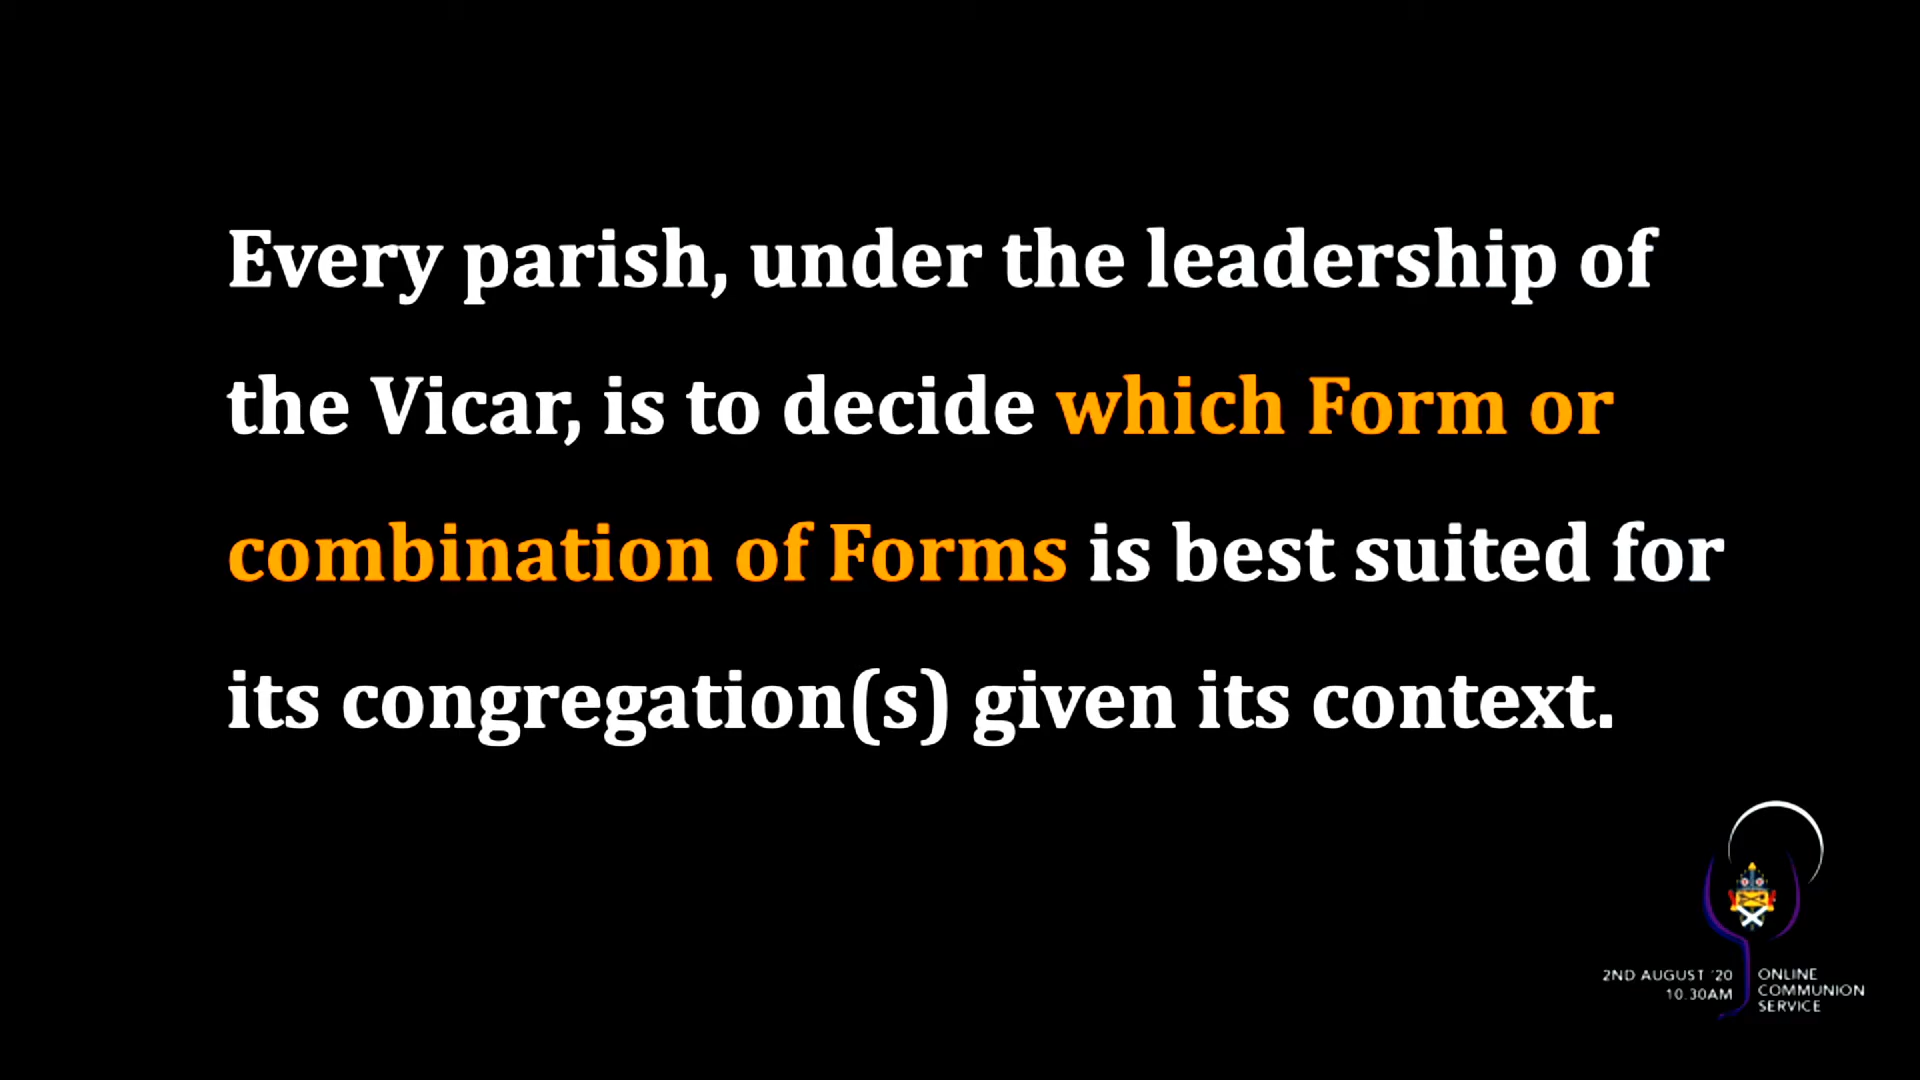 Every parish, under the leadership of
the Vicar, is to decide which Form or
combination of Forms is best suited for
its congregation(s) given its context.
2ND AUGUST '20
10.30AM
ONLINE
COMMUNION
SERVICE